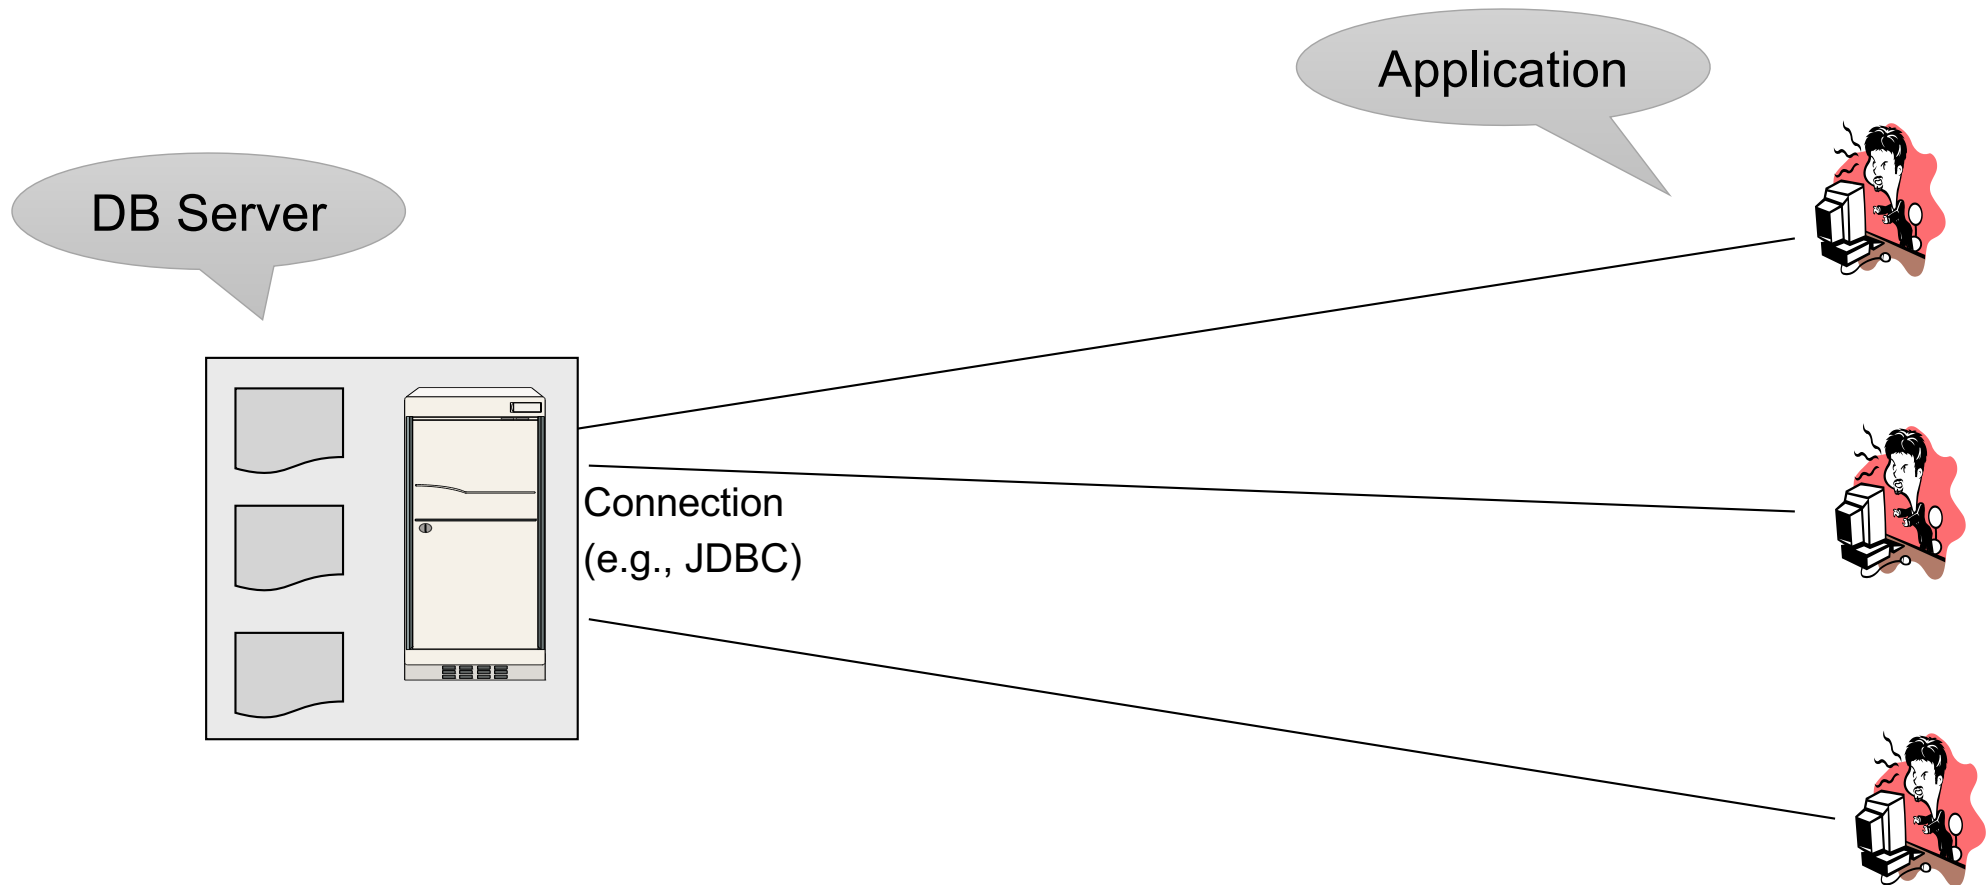 Application
DB Server
Connection
(e.g., JDBC)